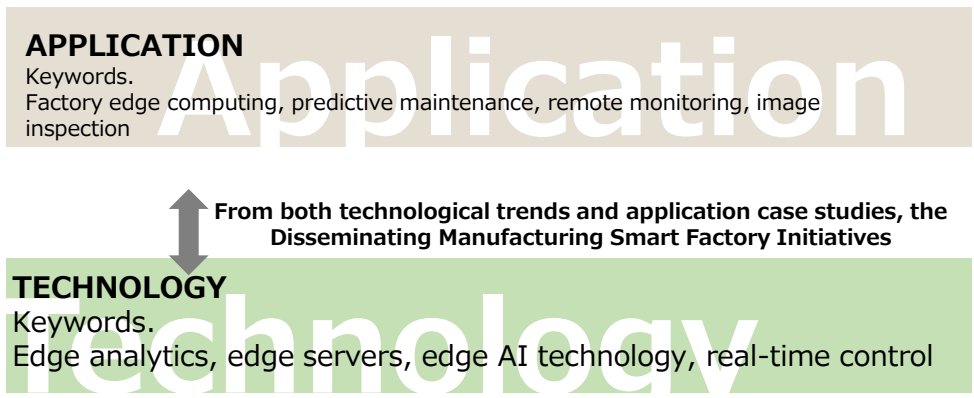 Application
APPLICATION
Keywords.
Factory edge computing, predictive maintenance, remote monitoring, image
inspection
From both technological trends and application case studies, the
Disseminating Manufacturing Smart Factory Initiatives
Technology
TECHNOLOGY
Keywords.
Edge analytics, edge servers, edge AI technology, real-time control